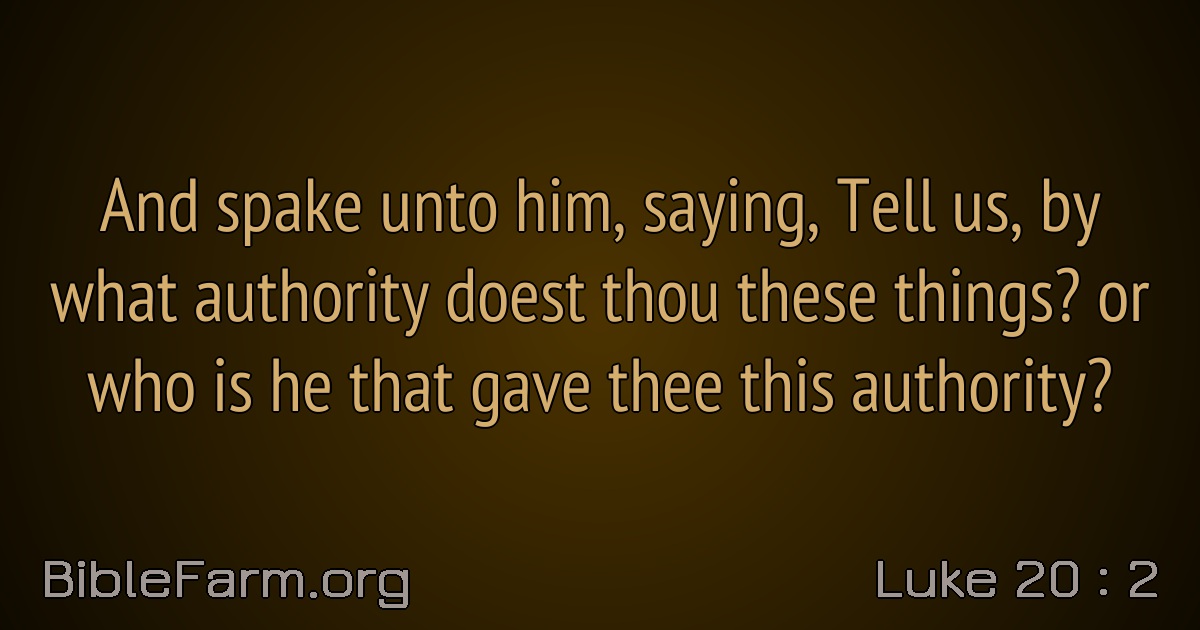 And spake unto him, saying, Tell us, by
what authority doest thou these things? or
who is he that gave thee this authority?
BibleFarm.org
Luke 20 : 2